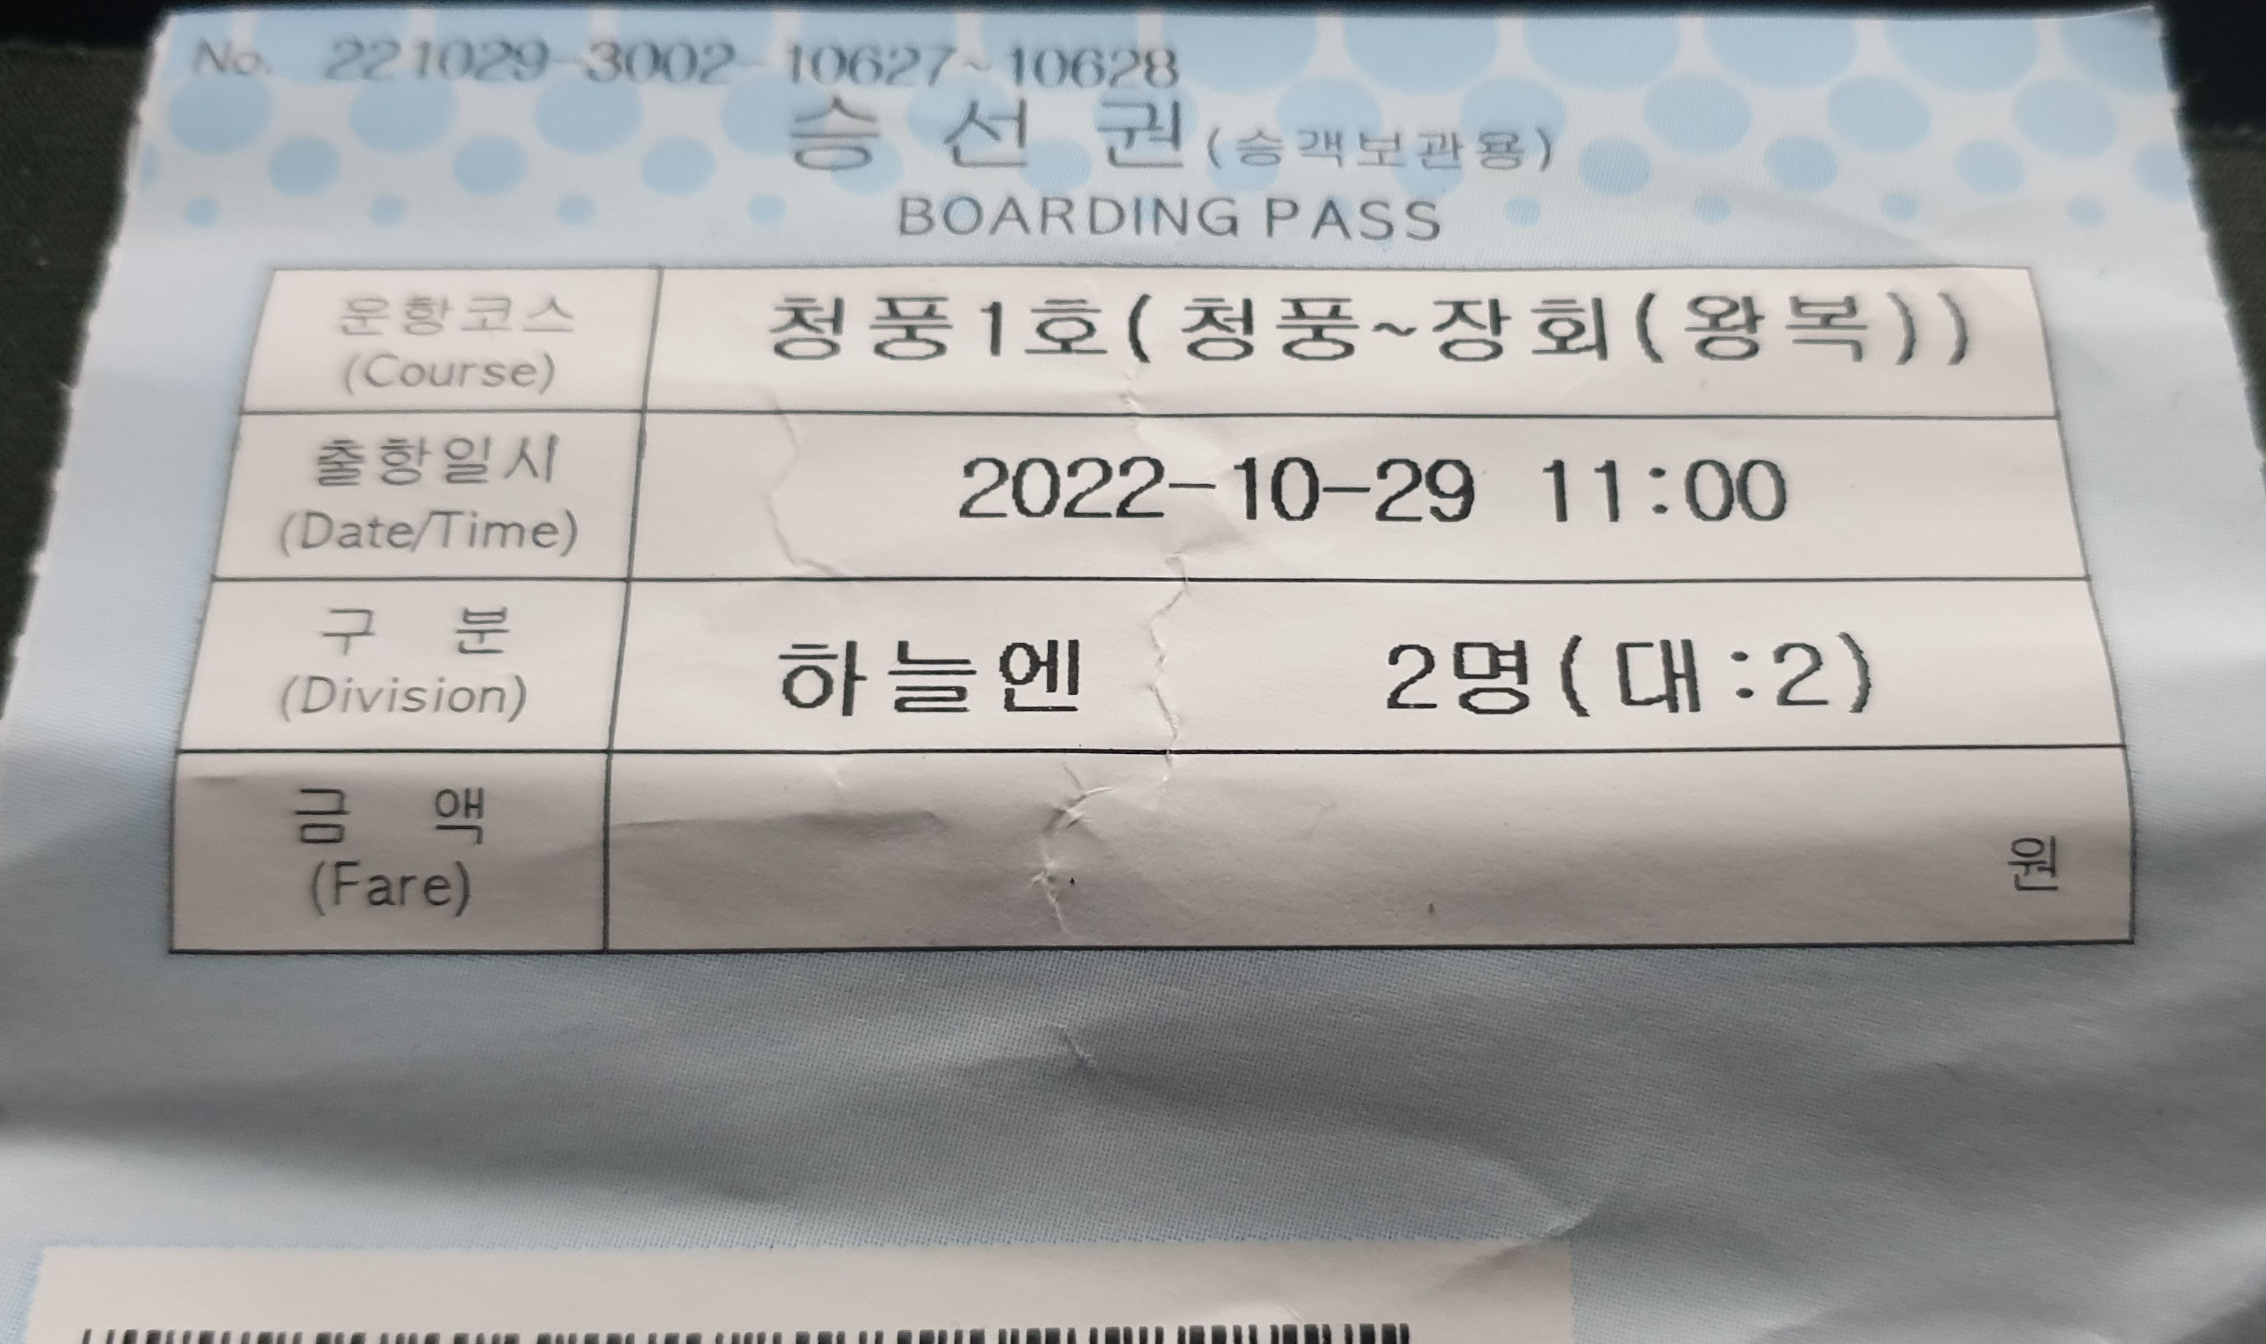 No. 221029-3002-10627~10628
승 선 권 (승객보관용)
BOARDING PASS
운항코스 청풍1호(청풍~장회(왕복))
(Course)
출항일시 2022-10-29 11:00
(Date/Time)
구 분 하늘엔 2명(대:2)
(Division)
금 액 원
(Fare)